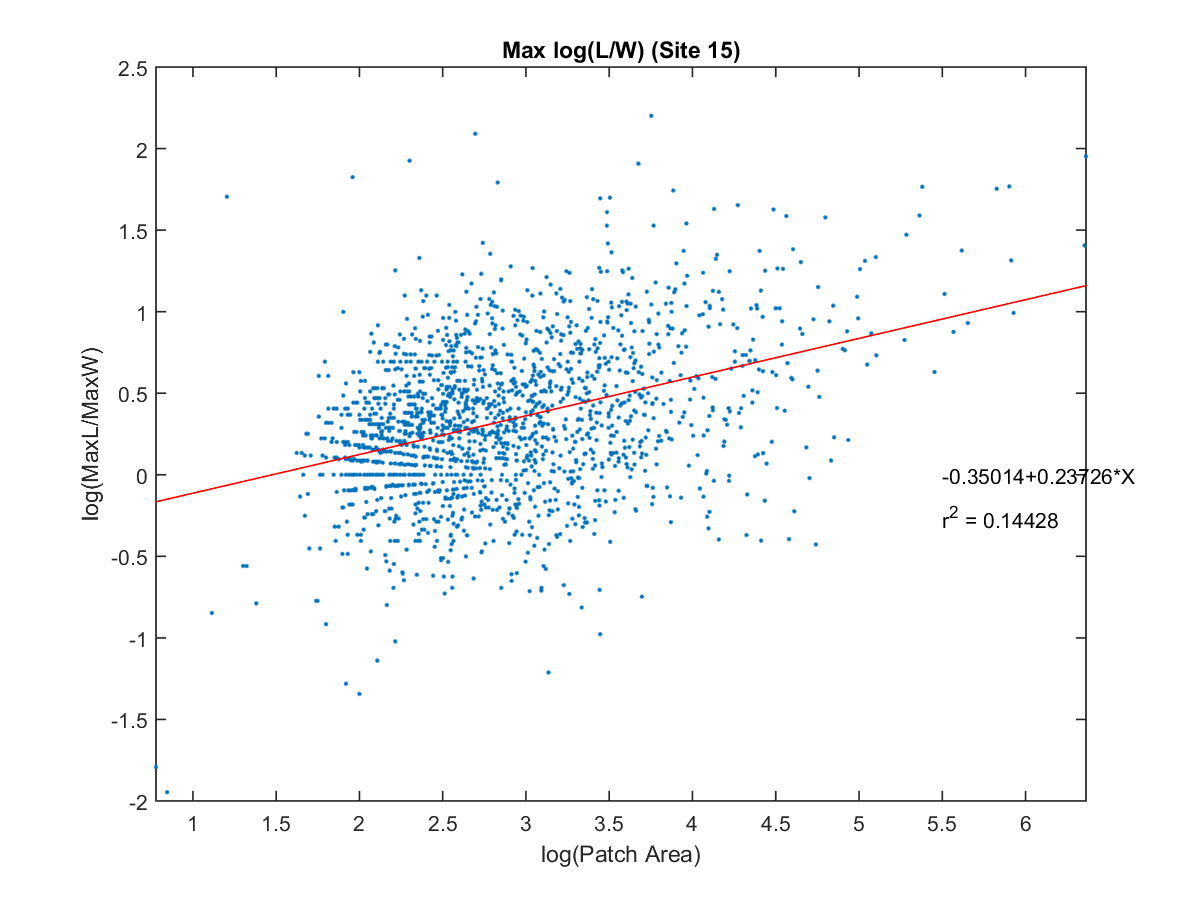 Max log(L/W) (Site 15)
2.5
2
1.5
1
0.5
0
-0.5
-1
-1.5
-2
log(MaxL/MaxW)
-0.35014+0.23726*X
r² = 0.14428
1 1.5 2 2.5 3 3.5 4 4.5 5 5.5 6
log(Patch Area)